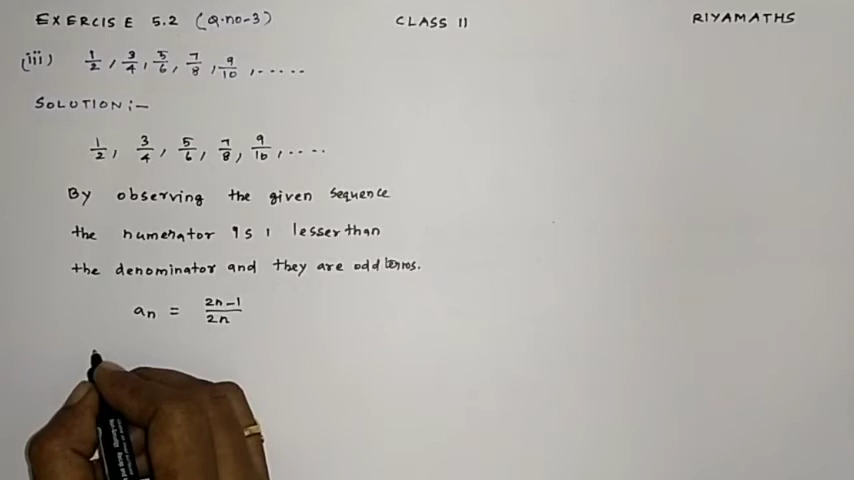 EXERCISE 5.2 (Q.no-3) CLASS 11 RIYAMATHS
(iii) 1/2, 3/4, 5/6, 7/8, 9/10, .....
SOLUTION:-
1/2, 3/4, 5/6, 7/8, 9/10, ....
By observing the given sequence
the numerator is 1 lesser than
the denominator and they are odd terms.
an = 2n-1/2n